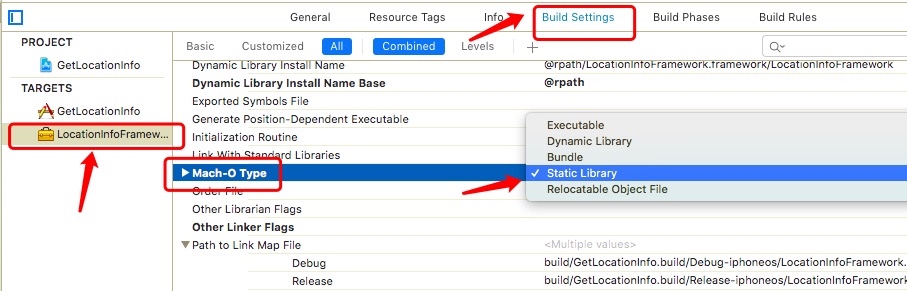 General Resource Tags Info Build Settings Build Phases Build Rules
PROJECT
GetLocationInfo
TARGETS
GetLocationInfo
LocationInfoFramew...
Basic Customized All Combined Levels +
Dynamic Library Install Name @rpath/LocationInfoFramework.framework/LocationInfoFramework
Dynamic Library Install Name Base @rpath
Exported Symbols File
Generate Position-Dependent Executable
Initialization Routine
Link With Standard Libraries
Mach-O Type
Order File
Other Librarian Flags
Other Linker Flags
Path to Link Map File <Multiple values>
Debug build/GetLocationInfo.build/Debug-iphoneos/LocationInfoFramework.
Release build/GetLocationInfo.build/Release-iphoneos/LocationInfoFramewor
Executable
Dynamic Library
Bundle
✓ Static Library
Relocatable Object File